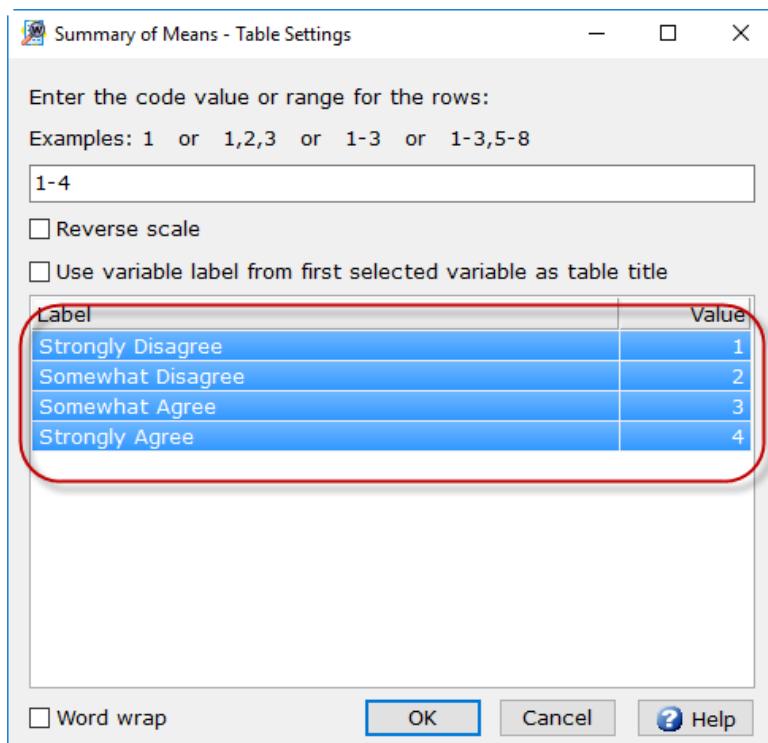 Summary of Means - Table Settings
Enter the code value or range for the rows:
Examples: 1 or 1,2,3 or 1-3 or 1-3,5-8
1-4
Reverse scale
Use variable label from first selected variable as table title
Label Value
Strongly Disagree 1
Somewhat Disagree 2
Somewhat Agree 3
Strongly Agree 4
Word wrap OK Cancel Help